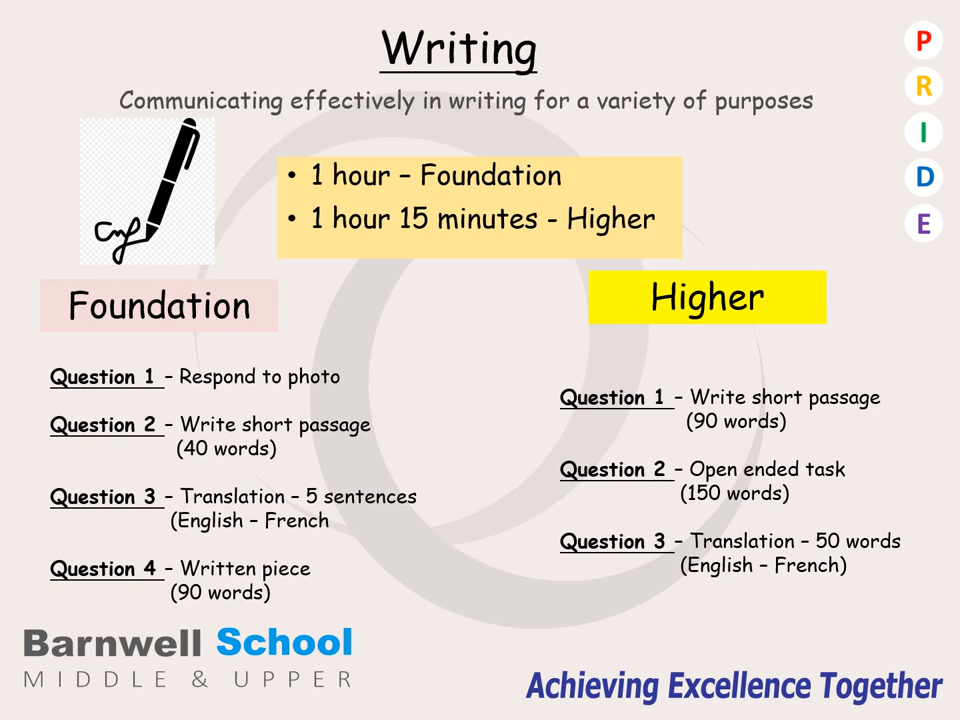 Writing
Communicating effectively in writing for a variety of purposes
P
R
I
D
E
• 1 hour – Foundation
• 1 hour 15 minutes - Higher
Foundation
Question 1 – Respond to photo
Question 2 – Write short passage
(40 words)
Question 3 – Translation – 5 sentences
(English – French
Question 4 – Written piece
(90 words)
Higher
Question 1 – Write short passage
(90 words)
Question 2 – Open ended task
(150 words)
Question 3 – Translation – 50 words
(English – French)
Barnwell School
MIDDLE & UPPER
Achieving Excellence Together